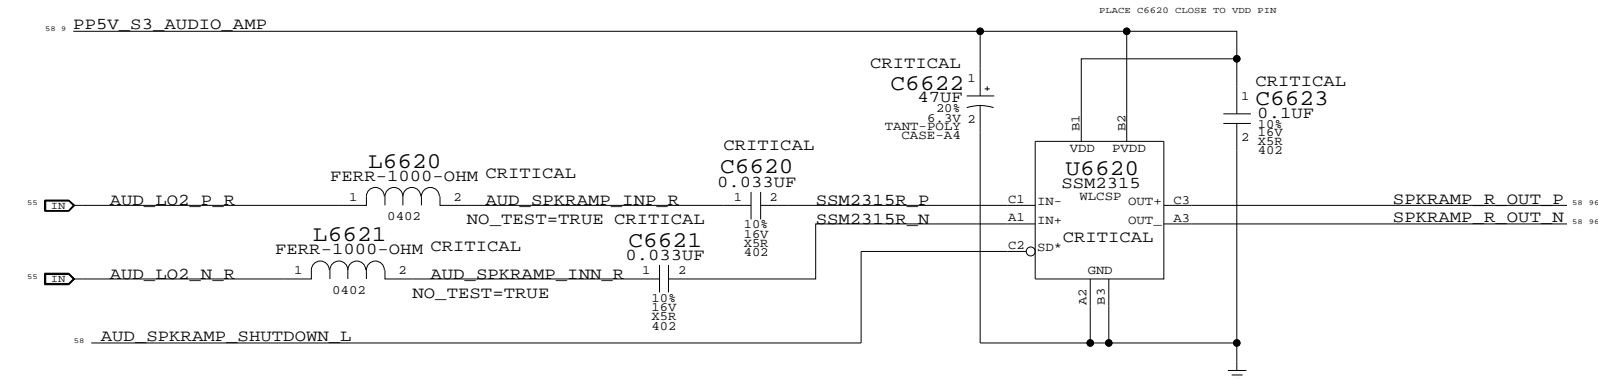 PLACE C6620 CLOSE TO VDD PIN
58 9 PP5V_S3_AUDIO_AMP
CRITICAL
C6622
47UF
20%
6.3V
TANT-POLY
CASE-A4
1
+
2
CRITICAL
C6623
0.1UF
10%
16V
X5R
402
1
2
B1
B2
VDD PVDD
U6620
SSM2315
WLCSP
CRITICAL
C1 IN-
A1 IN+
C2 SD*
OUT+ C3
OUT_ A3
GND
A2
B3
L6620
FERR-1000-OHM CRITICAL
1 2
0402
CRITICAL
C6620
0.033UF
1 2
10%
16V
X5R
402
55 IN AUD_LO2_P_R
AUD_SPKRAMP_INP_R
NO_TEST=TRUE
SSM2315R_P
SSM2315R_N
SPKRAMP_R_OUT_P 58 96
SPKRAMP_R_OUT_N 58 96
L6621
FERR-1000-OHM CRITICAL
1 2
0402
CRITICAL
C6621
0.033UF
1 2
10%
16V
X5R
402
55 IN AUD_LO2_N_R
AUD_SPKRAMP_INN_R
NO_TEST=TRUE
58 AUD_SPKRAMP_SHUTDOWN_L